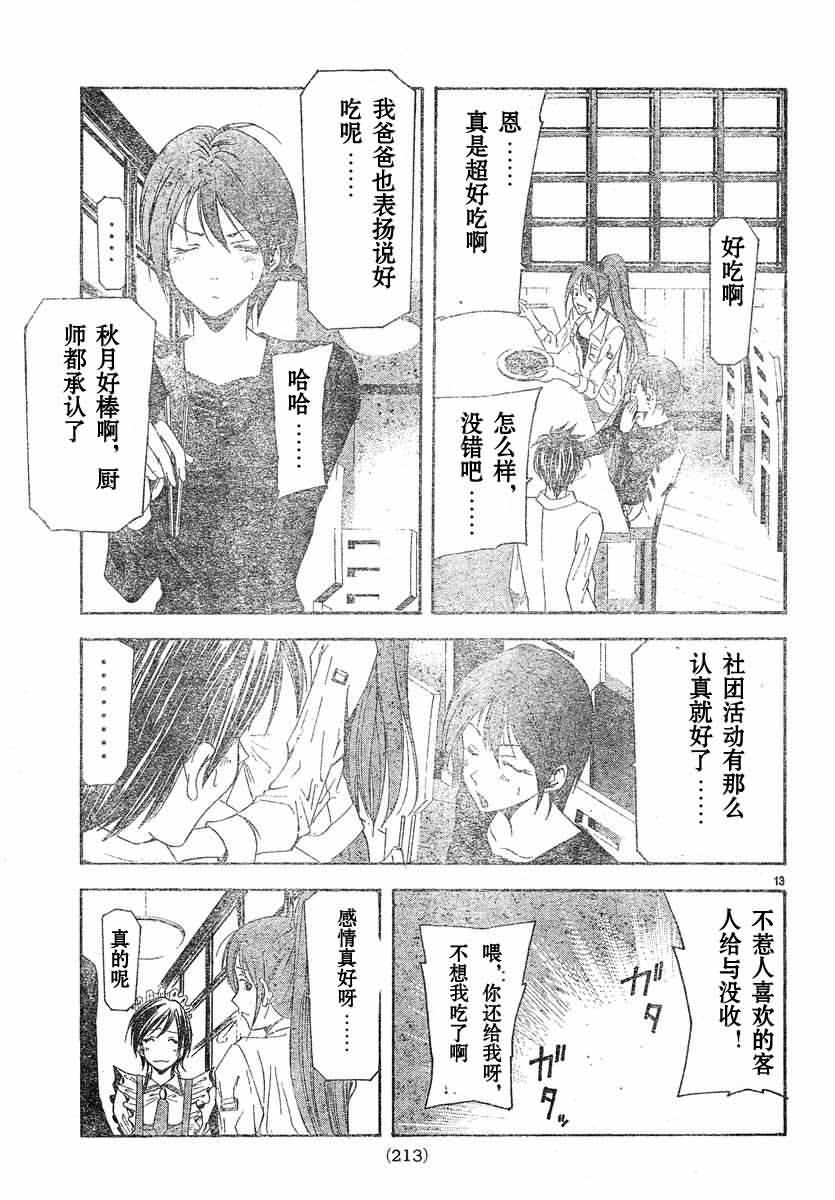 好吃啊
恩……
真是超好吃啊
怎么样，
没错吧……
我爸爸也表扬说好
吃呢……
哈哈……
……
秋月好棒啊，厨
师都承认了
社团活动有那么
认真就好了……
………
13
不惹人喜欢的客
人给与没收！
喂，你还给我呀，
不想我吃了啊
ガタ
ガタ
感情真好呀……
真的呢
(213)